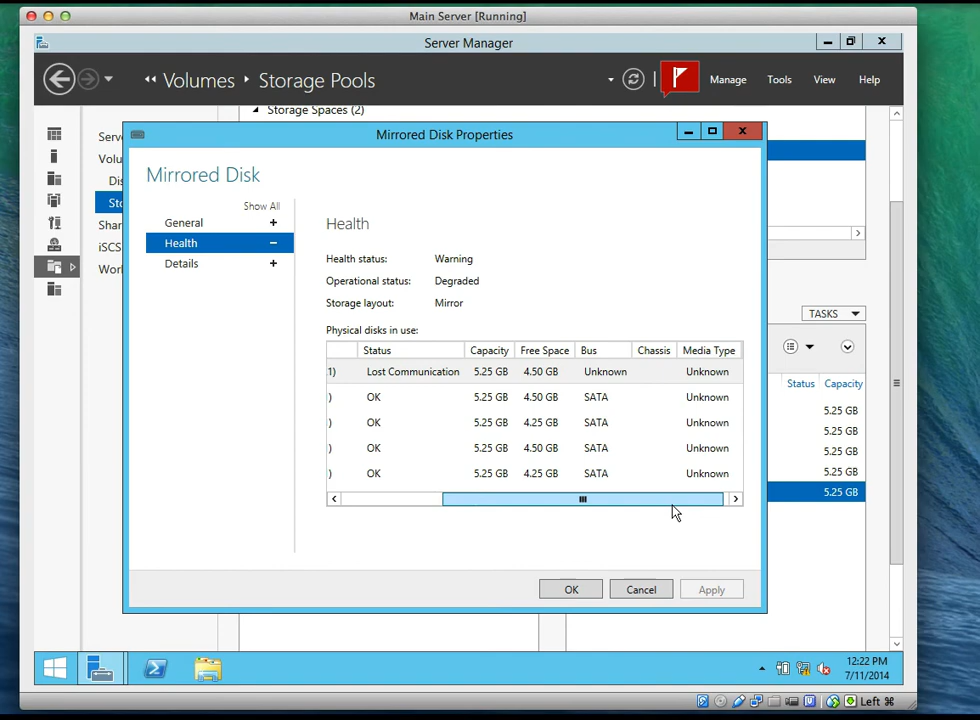 Main Server [Running]
Server Manager
Volumes Storage Pools
Manage Tools View Help
Storage Spaces (2)
Serve
Volu
Dis
Sto
Shar
iSCS
Work
Mirrored Disk Properties
Mirrored Disk
Show All
General +
Health −
Details +
Health
Health status: Warning
Operational status: Degraded
Storage layout: Mirror
Physical disks in use:
Status Capacity Free Space Bus Chassis Media Type
1) Lost Communication 5.25 GB 4.50 GB Unknown Unknown
) OK 5.25 GB 4.50 GB SATA Unknown
) OK 5.25 GB 4.25 GB SATA Unknown
) OK 5.25 GB 4.50 GB SATA Unknown
) OK 5.25 GB 4.25 GB SATA Unknown
OK Cancel Apply
TASKS
Status Capacity
5.25 GB
5.25 GB
5.25 GB
5.25 GB
5.25 GB
12:22 PM
7/11/2014
Left ⌘